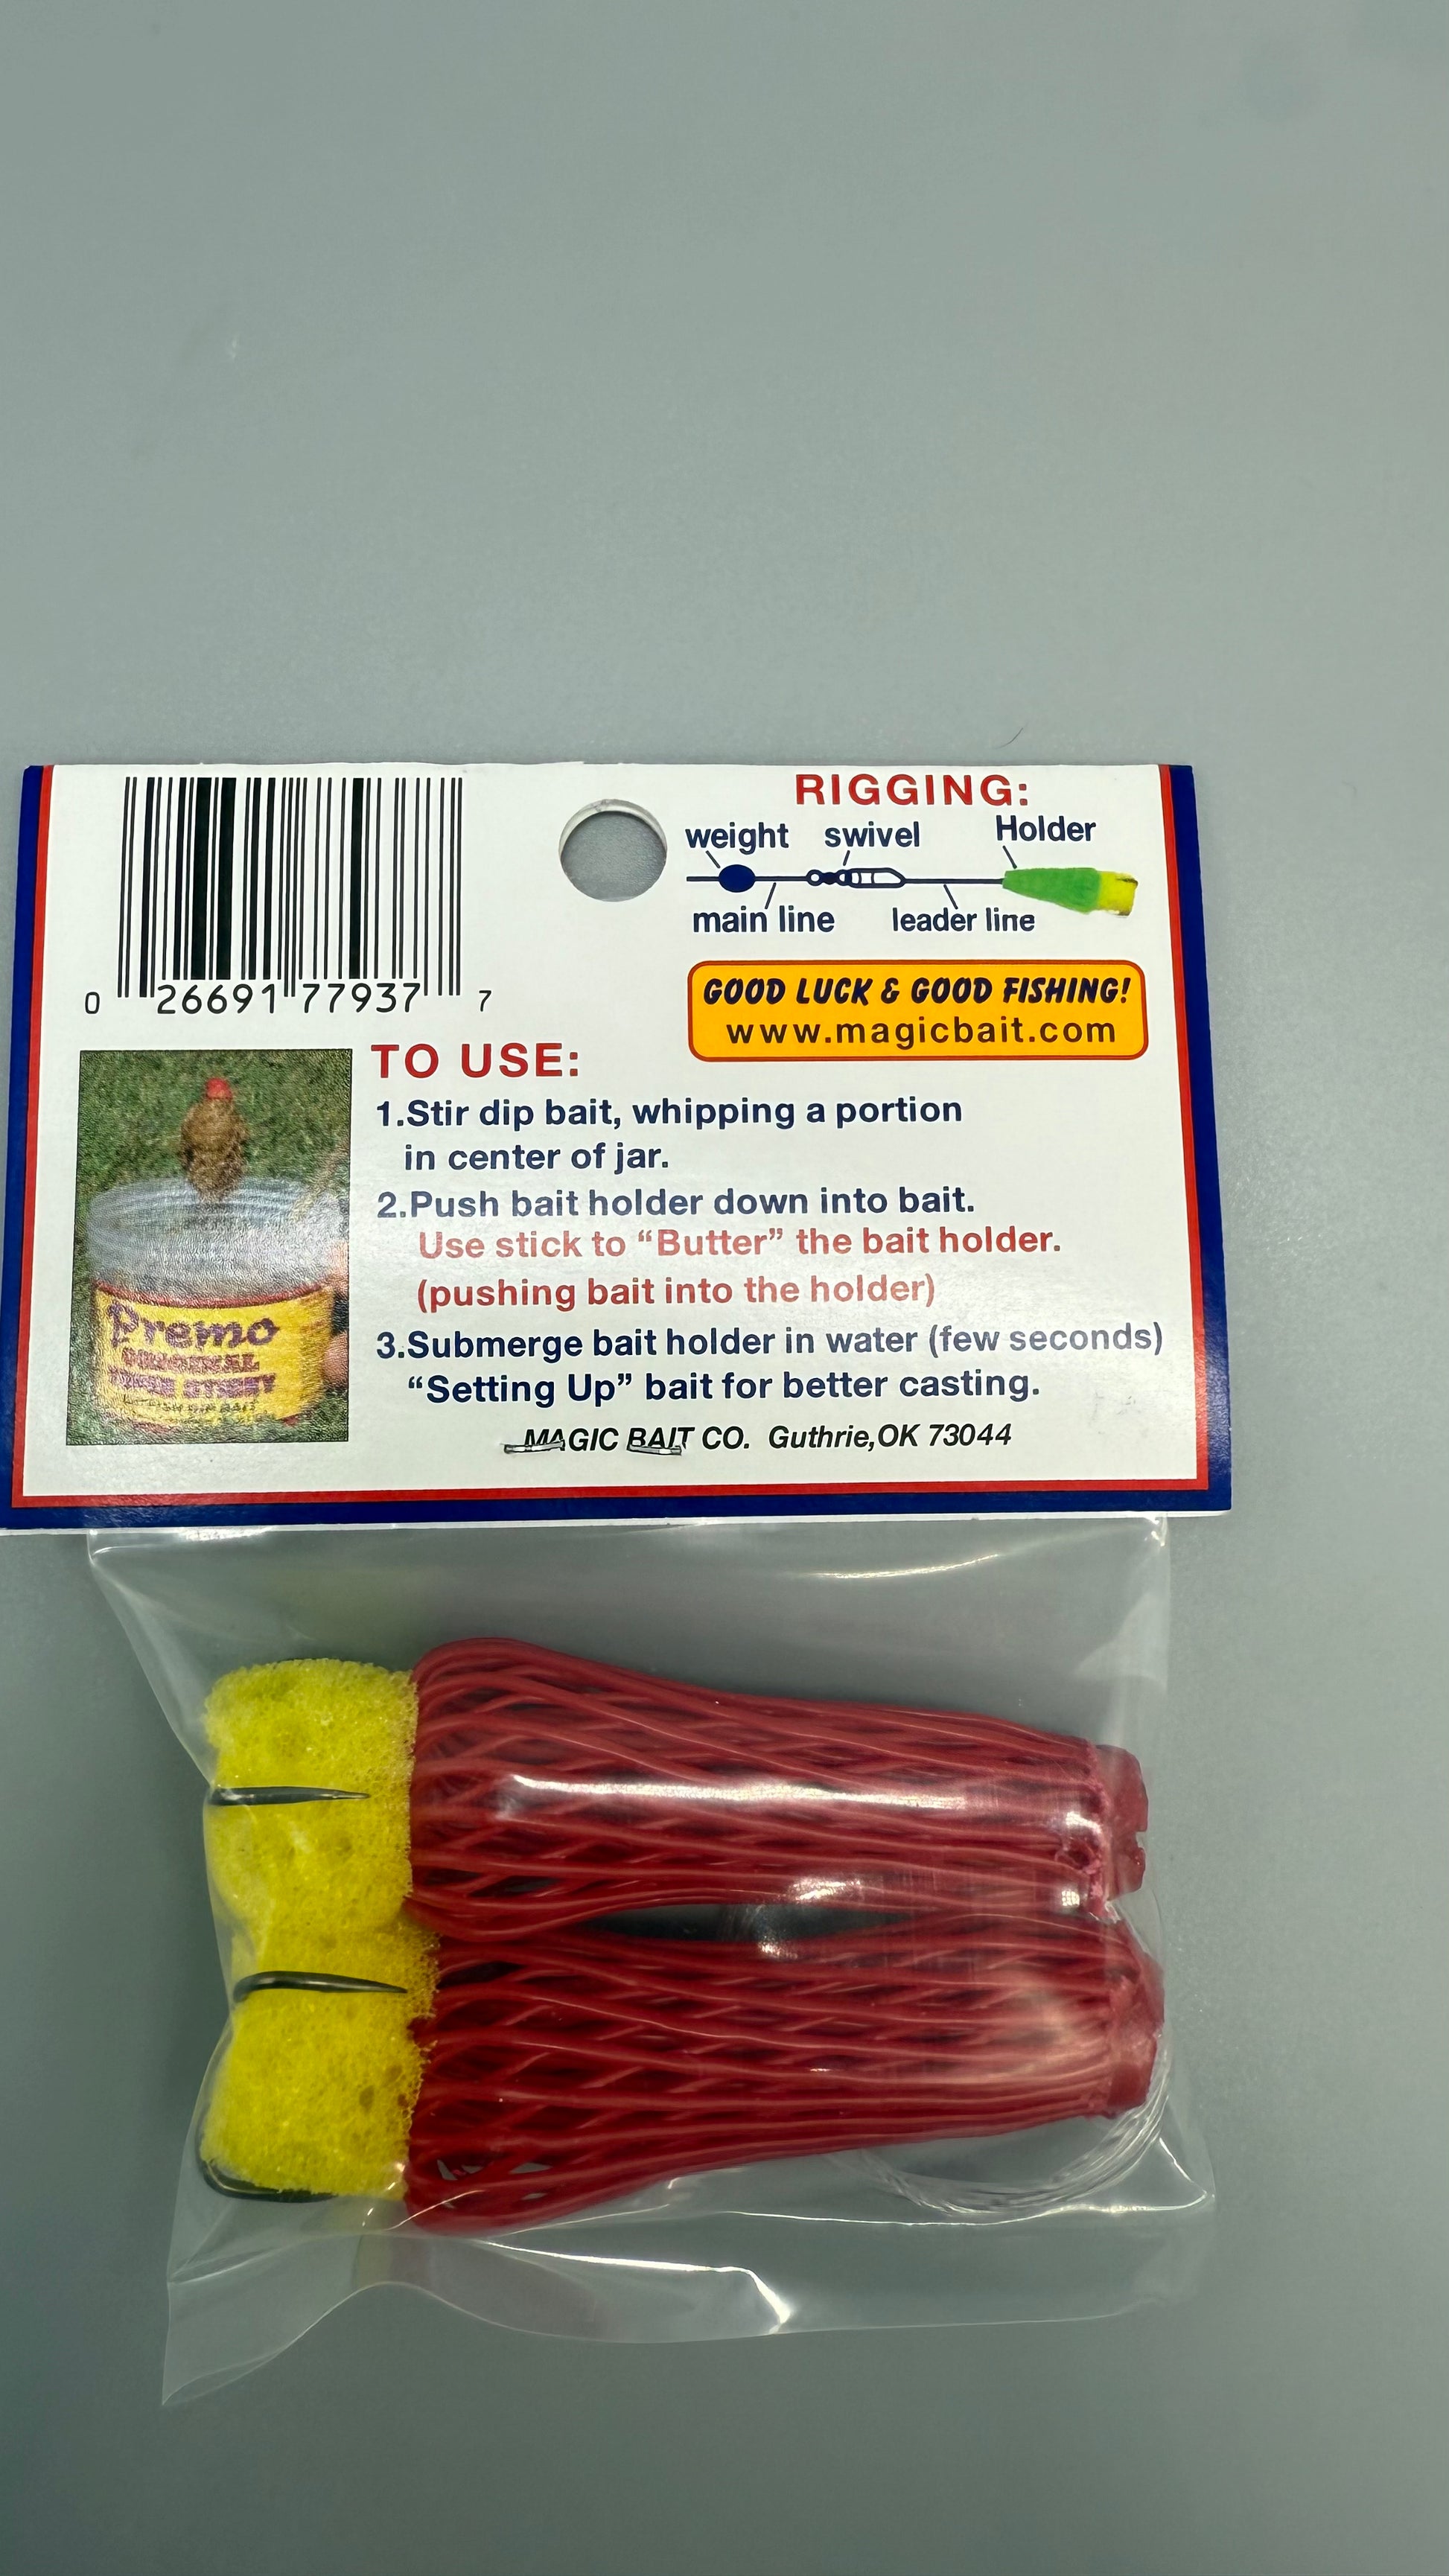 0 26691 77937 7
RIGGING:
weight swivel Holder
main line leader line
GOOD LUCK & GOOD FISHING!
www.magicbait.com
TO USE:
1.Stir dip bait, whipping a portion
in center of jar.
2.Push bait holder down into bait.
Use stick to “Butter” the bait holder.
(pushing bait into the holder)
3.Submerge bait holder in water (few seconds)
“Setting Up” bait for better casting.
MAGIC BAIT CO. Guthrie,OK 73044
Premo
ORIGINAL